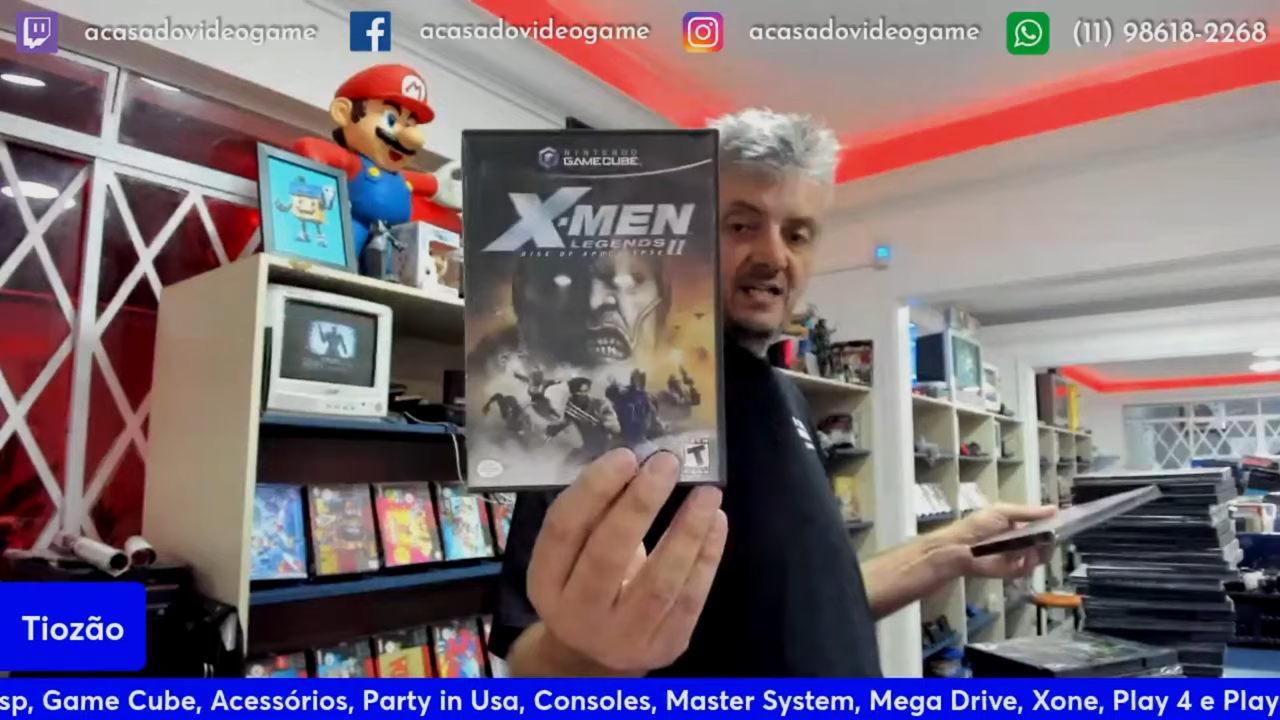 acasadovideogame
acasadovideogame
acasadovideogame
(11) 98618-2268
NINTENDO
GAMECUBE
X-MEN
LEGENDS II
RISE OF APOCALYPSE
T
Tiozão
sp, Game Cube, Acessórios, Party in Usa, Consoles, Master System, Mega Drive, Xone, Play 4 e Play